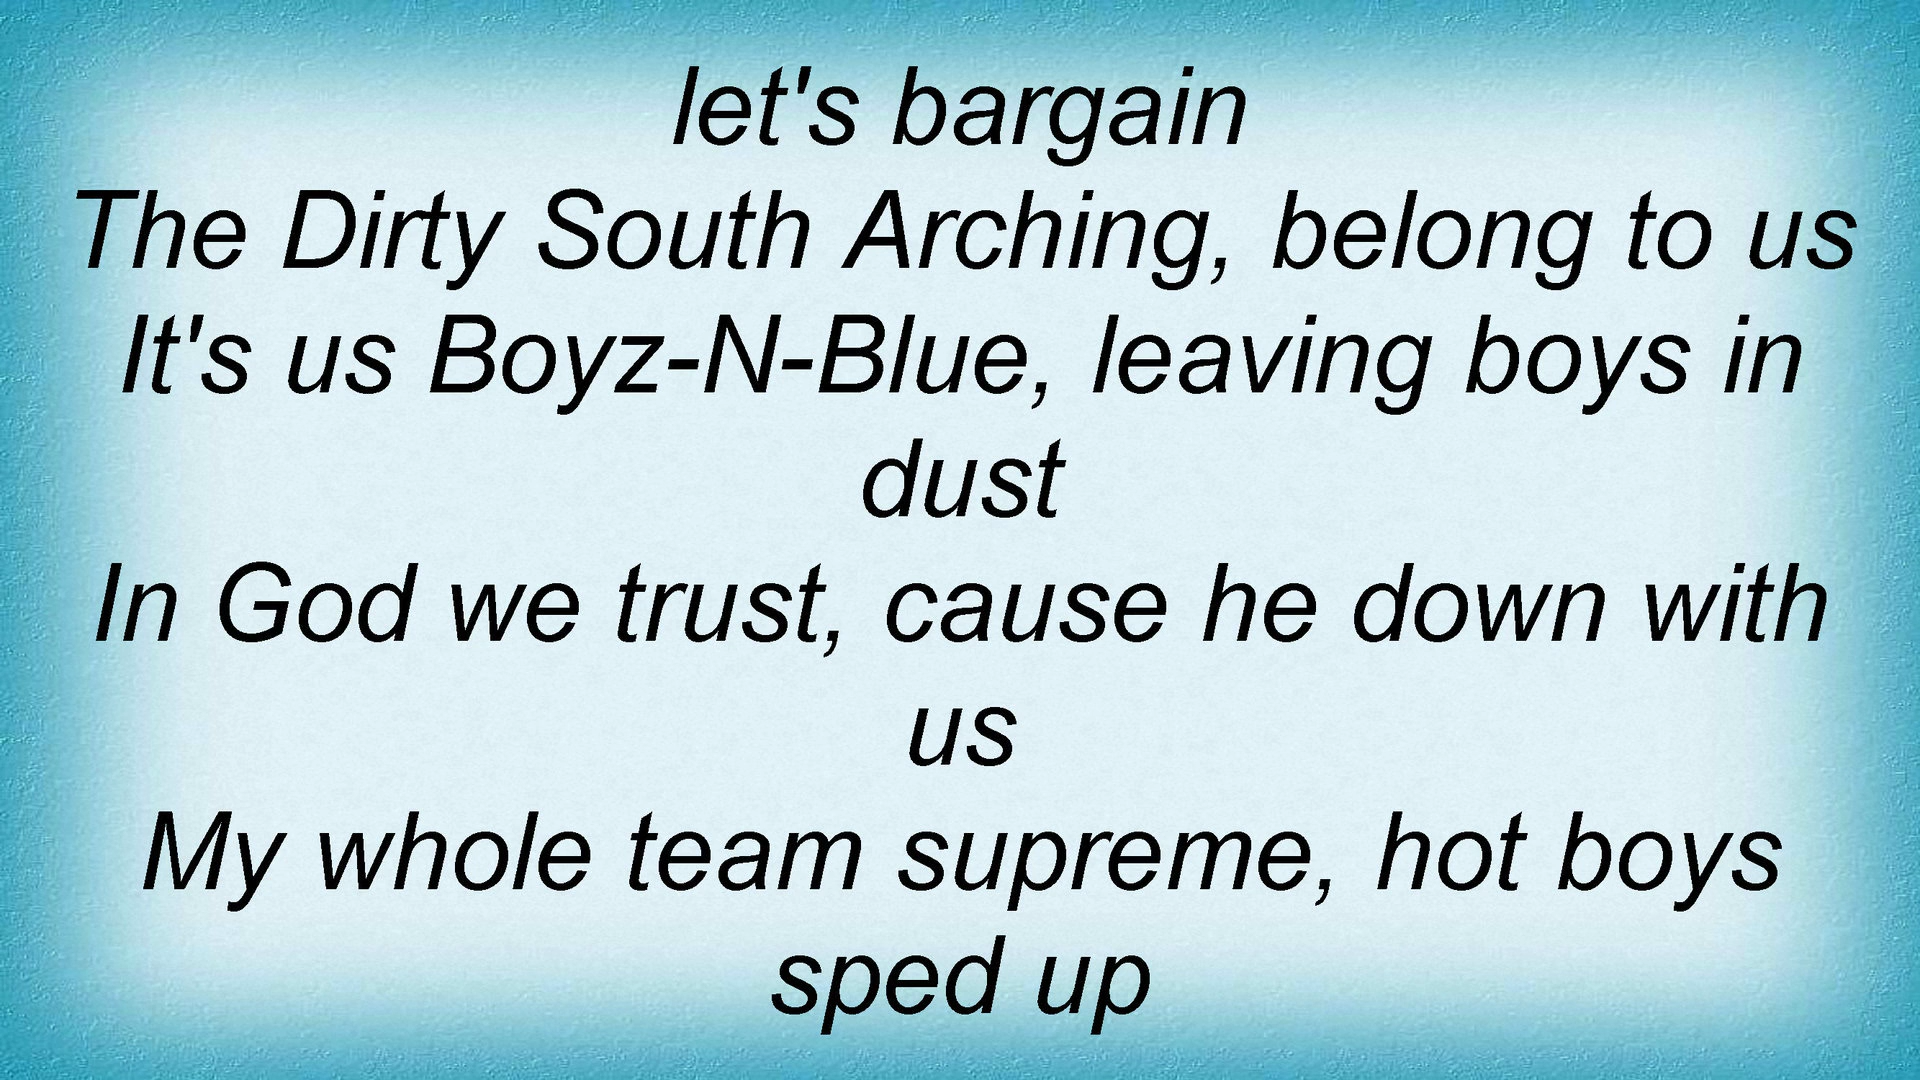 let's bargain
The Dirty South Arching, belong to us
It's us Boyz-N-Blue, leaving boys in
dust
In God we trust, cause he down with
us
My whole team supreme, hot boys
sped up